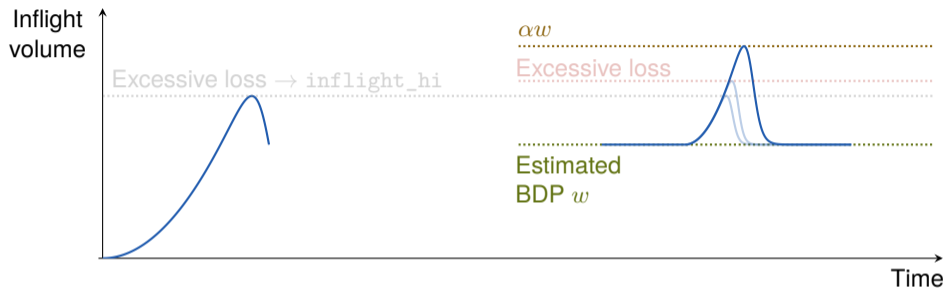 Inflight
volume
Excessive loss → inflight_hi
αw
Excessive loss
Estimated
BDP w
Time